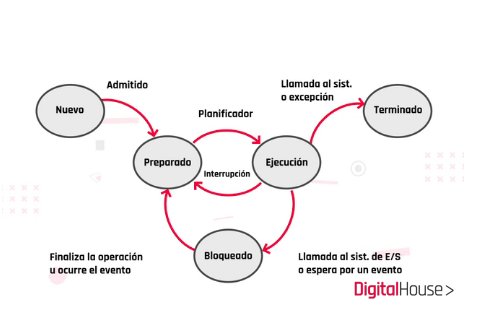 Llamada al sist.
o excepción
Admitido
Nuevo
Terminado
Planificador
Preparado
Ejecución
Interrupción
Bloqueado
Finaliza la operación
u ocurre el evento
Llamada al sist. de E/S
o espera por un evento
DigitalHouse>